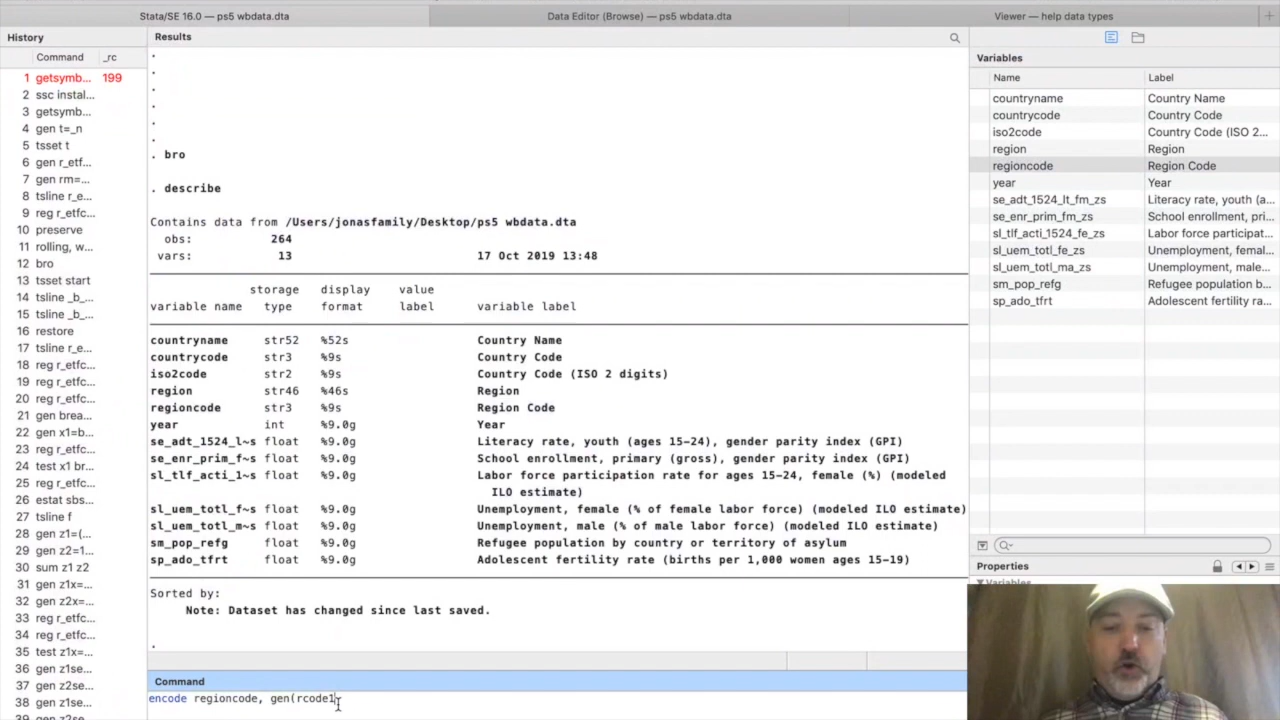 Stata/SE 16.0 — ps5 wbdata.dta
Data Editor (Browse) — ps5 wbdata.dta
Viewer — help data types
History
Command _rc
1 getsymb... 199
2 ssc instal...
3 getsymb...
4 gen t=_n
5 tsset t
6 gen r_etf...
7 gen rm=...
8 tsline r_e...
9 reg r_etf...
10 preserve
11 rolling, w...
12 bro
13 tsset start
14 tsline _b_...
15 tsline _b_...
16 restore
17 tsline r_e...
18 reg r_etfc...
19 reg r_etfc...
20 reg r_etfc...
21 gen brea...
22 gen x1=b...
23 reg r_etfc...
24 test x1 br...
25 reg r_etfc...
26 estat sbs...
27 tsline f
28 gen z1=(...
29 gen z2=1...
30 sum z1 z2
31 gen z1x=...
32 gen z2x=...
33 reg r_etfc...
34 reg r_etfc...
35 test z1x=...
36 gen z1se...
37 gen z2se...
38 gen z1se...
39 gen z2se...
Results
. bro
. describe
Contains data from /Users/jonasfamily/Desktop/ps5 wbdata.dta
obs: 264
vars: 13 17 Oct 2019 13:48
storage display value
variable name type format label variable label
countryname str52 %52s Country Name
countrycode str3 %9s Country Code
iso2code str2 %9s Country Code (ISO 2 digits)
region str46 %46s Region
regioncode str3 %9s Region Code
year int %9.0g Year
se_adt_1524_l~s float %9.0g Literacy rate, youth (ages 15-24), gender parity index (GPI)
se_enr_prim_f~s float %9.0g School enrollment, primary (gross), gender parity index (GPI)
sl_tlf_acti_1~s float %9.0g Labor force participation rate for ages 15-24, female (%) (modeled
ILO estimate)
sl_uem_totl_f~s float %9.0g Unemployment, female (% of female labor force) (modeled ILO estimate)
sl_uem_totl_m~s float %9.0g Unemployment, male (% of male labor force) (modeled ILO estimate)
sm_pop_refg float %9.0g Refugee population by country or territory of asylum
sp_ado_tfrt float %9.0g Adolescent fertility rate (births per 1,000 women ages 15-19)
Sorted by:
Note: Dataset has changed since last saved.
.
Command
encode regioncode, gen(rcode1
Variables
Name Label
countryname Country Name
countrycode Country Code
iso2code Country Code (ISO 2...
region Region
regioncode Region Code
year Year
se_adt_1524_lt_fm_zs Literacy rate, youth (a...
se_enr_prim_fm_zs School enrollment, pri...
sl_tlf_acti_1524_fe_zs Labor force participat...
sl_uem_totl_fe_zs Unemployment, femal...
sl_uem_totl_ma_zs Unemployment, male...
sm_pop_refg Refugee population b...
sp_ado_tfrt Adolescent fertility ra...
Properties
Variables